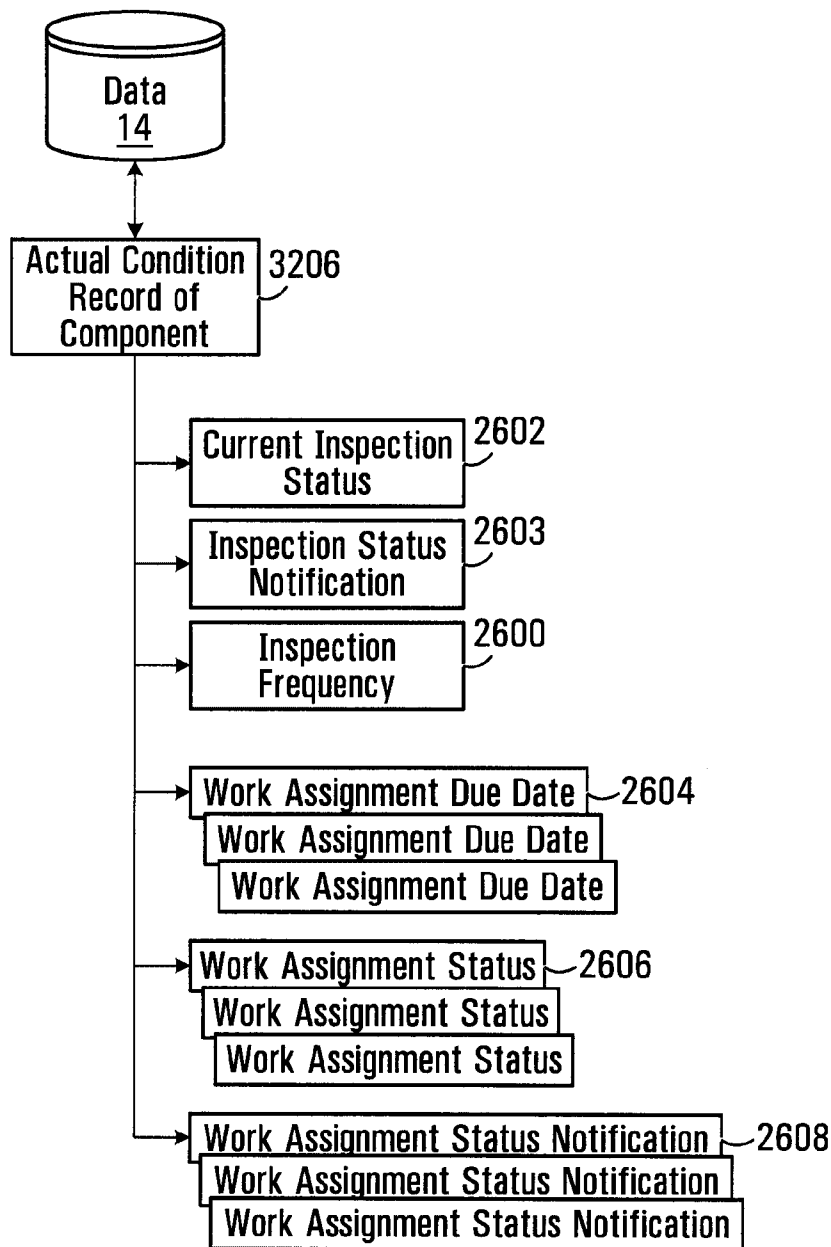 Data
14
Actual Condition
Record of
Component
3206
Current Inspection
Status
2602
Inspection Status
Notification
2603
Inspection
Frequency
2600
Work Assignment Due Date
2604
Work Assignment Due Date
Work Assignment Due Date
Work Assignment Status
2606
Work Assignment Status
Work Assignment Status
Work Assignment Status Notification
2608
Work Assignment Status Notification
Work Assignment Status Notification